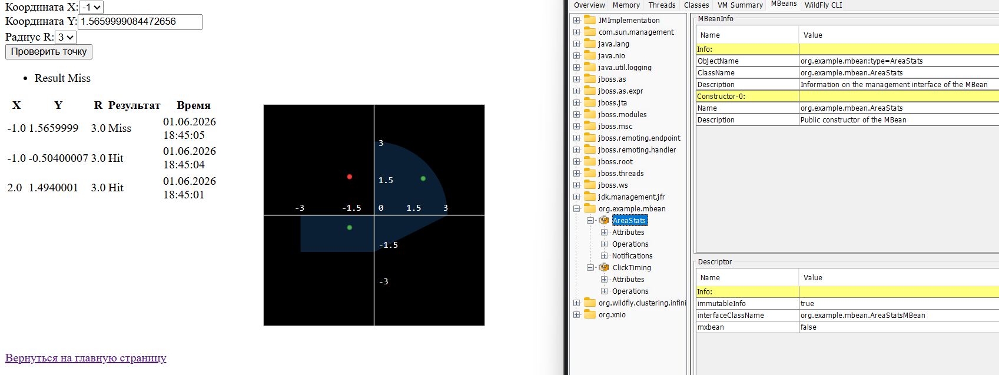 Координата X: -1
Координата Y: 1.5659999084472656
Радиус R: 3
Проверить точку
Result Miss
X Y R Результат Время
-1.0 1.5659999 3.0 Miss 01.06.2026 18:45:05
-1.0 -0.50400007 3.0 Hit 01.06.2026 18:45:04
2.0 1.4940001 3.0 Hit 01.06.2026 18:45:01
3
1.5
-3 -1.5 0 1.5 3
-1.5
-3
Вернуться на главную страницу
Overview Memory Threads Classes VM Summary MBeans WildFly CLI
JMImplementation
com.sun.management
java.lang
java.nio
java.util.logging
jboss.as
jboss.as.expr
jboss.jta
jboss.modules
jboss.msc
jboss.remoting.endpoint
jboss.remoting.handler
jboss.root
jboss.threads
jboss.ws
jdk.management.jfr
org.example.mbean
AreaStats
Attributes
Operations
Notifications
ClickTiming
Attributes
Operations
org.wildfly.clustering.infini
org.xnio
MBeanInfo
Name Value
Info:
ObjectName org.example.mbean:type=AreaStats
ClassName org.example.mbean.AreaStats
Description Information on the management interface of the MBean
Constructor-0:
Name org.example.mbean.AreaStats
Description Public constructor of the MBean
Descriptor
Name Value
Info:
immutableInfo true
interfaceClassName org.example.mbean.AreaStatsMBean
mxbean false